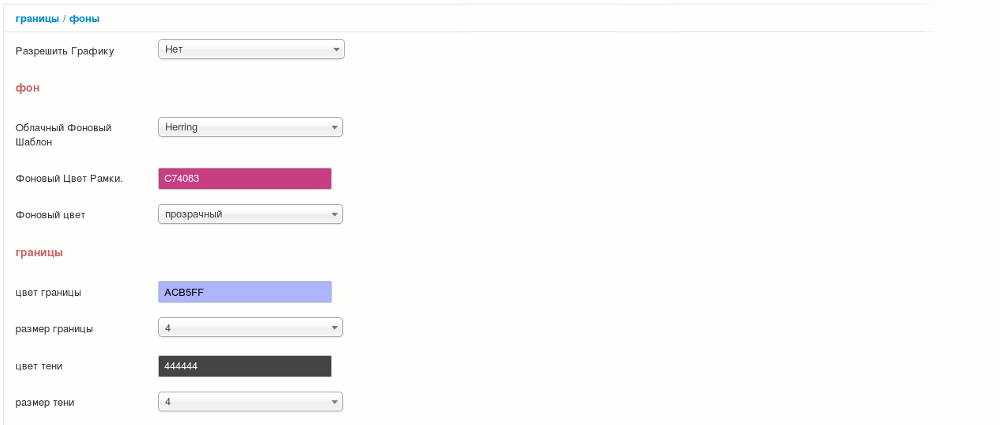 границы / фоны
Разрешить Графику Нет
фон
Облачный Фоновый Шаблон Herring
Фоновый Цвет Рамки. C74083
Фоновый цвет прозрачный
границы
цвет границы ACB5FF
размер границы 4
цвет тени 444444
размер тени 4